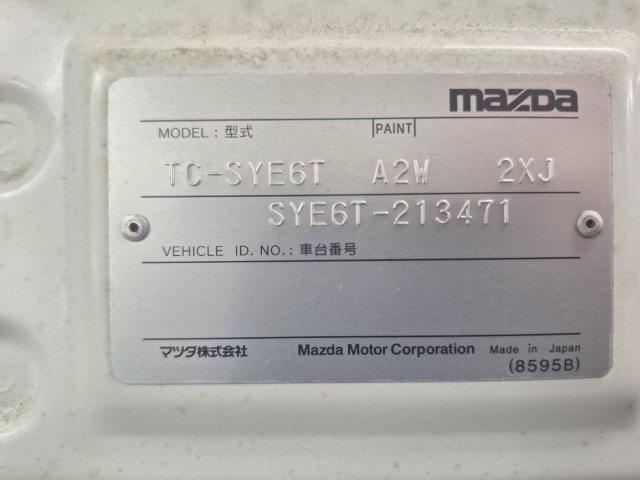 mazda
MODEL : 型式 PAINT
TC-SYE6T A2W 2XJ
SYE6T-213471
VEHICLE ID. NO. : 車台番号
マツダ株式会社 Mazda Motor Corporation Made in Japan
(8595B)